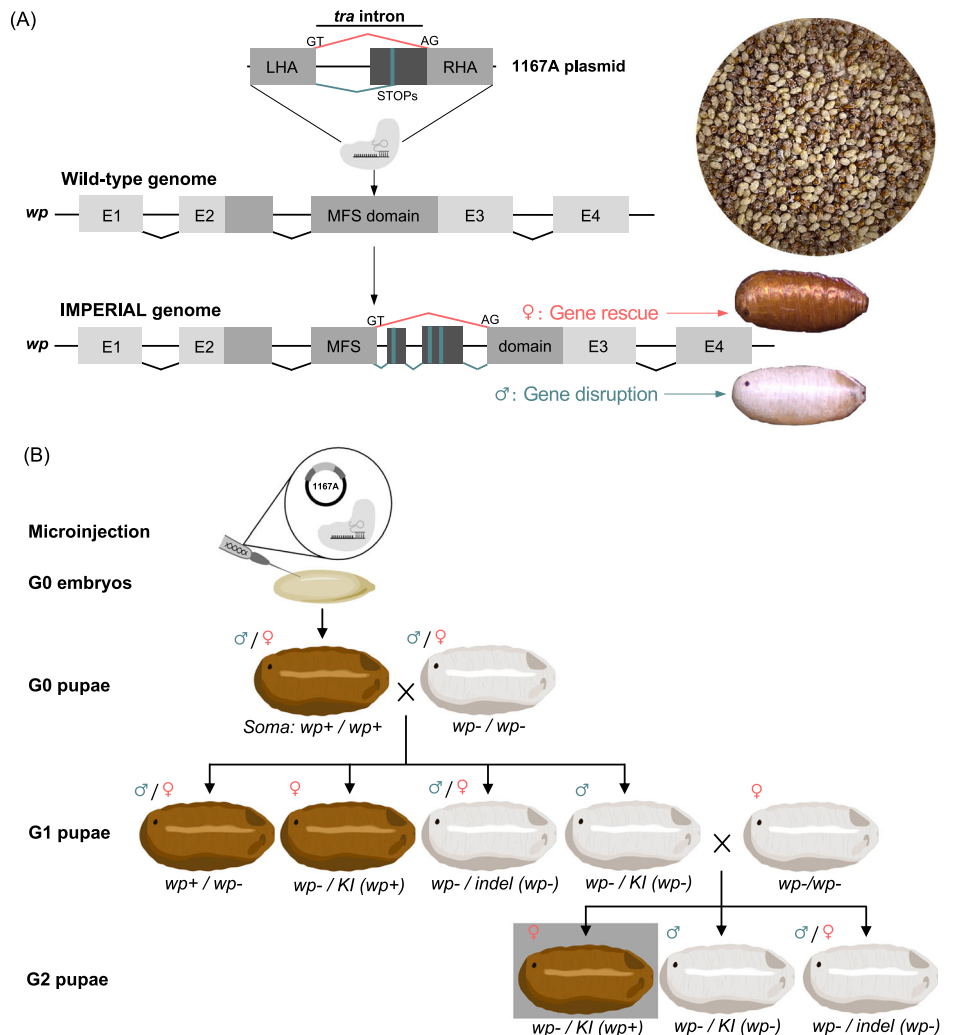 (A)
tra intron
GT
AG
LHA
RHA
1167A plasmid
STOPs
Wild-type genome
wp
E1
E2
MFS domain
E3
E4
IMPERIAL genome
GT
AG
♀: Gene rescue
wp
E1
E2
MFS
domain
E3
E4
♂: Gene disruption
(B)
1167A
Microinjection
XXXXX
G0 embryos
♂/♀
♂/♀
G0 pupae
Soma: wp+ / wp+
wp- / wp-
♂/♀
♀
♂/♀
♂
♀
G1 pupae
wp+ / wp-
wp- / KI (wp+)
wp- / indel (wp-)
wp- / KI (wp-)
wp-/wp-
♀
♂
♂/♀
G2 pupae
wp- / KI (wp+)
wp- / KI (wp-)
wp- / indel (wp-)